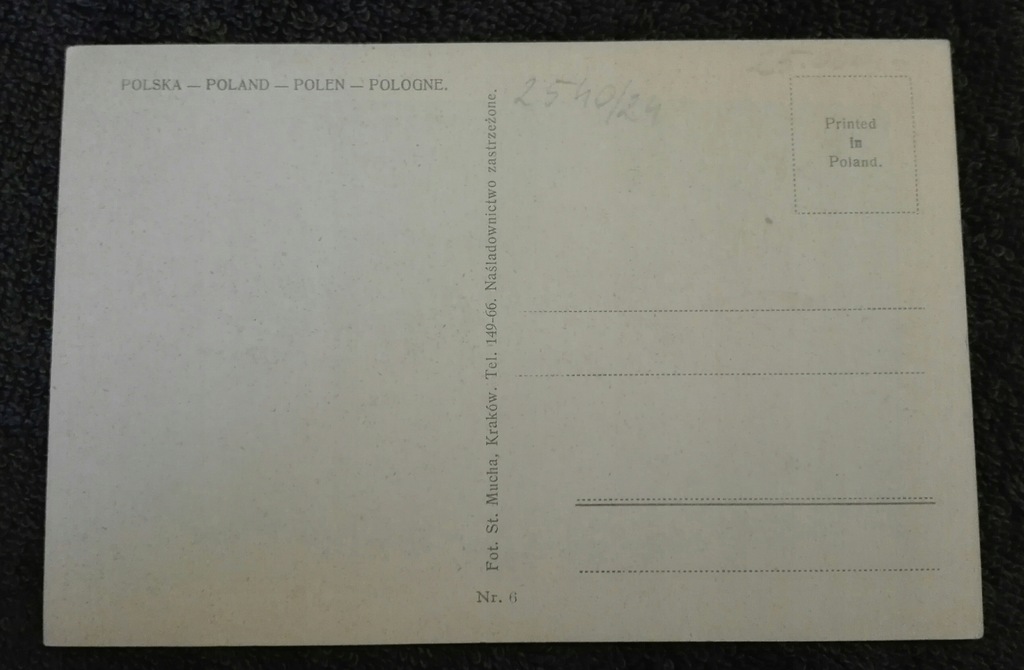 POLSKA — POLAND — POLEN — POLOGNE.
Fot. St. Mucha, Kraków. Tel. 149-66. Naśladownictwo zastrzeżone.
Nr. 6
2540/24
Printed
in
Poland.